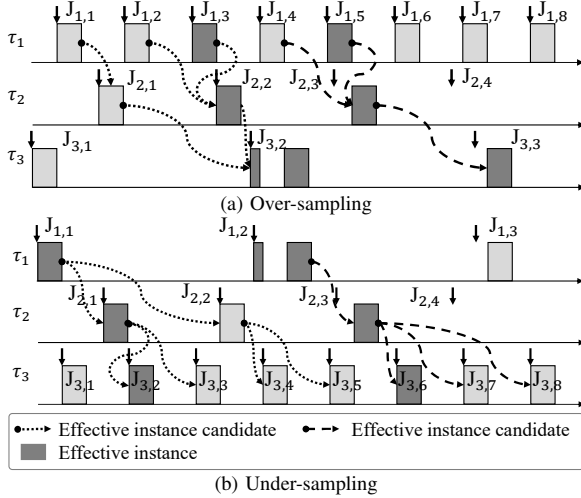 J1,1 J1,2 J1,3 J1,4 J1,5 J1,6 J1,7 J1,8
τ1
J2,1 J2,2 J2,3 J2,4
τ2
J3,1 J3,2 J3,3
τ3
(a) Over-sampling
J1,1 J1,2 J1,3
τ1
J2,1 J2,2 J2,3 J2,4
τ2
τ3
J3,1 J3,2 J3,3 J3,4 J3,5 J3,6 J3,7 J3,8
Effective instance candidate Effective instance candidate
Effective instance
(b) Under-sampling